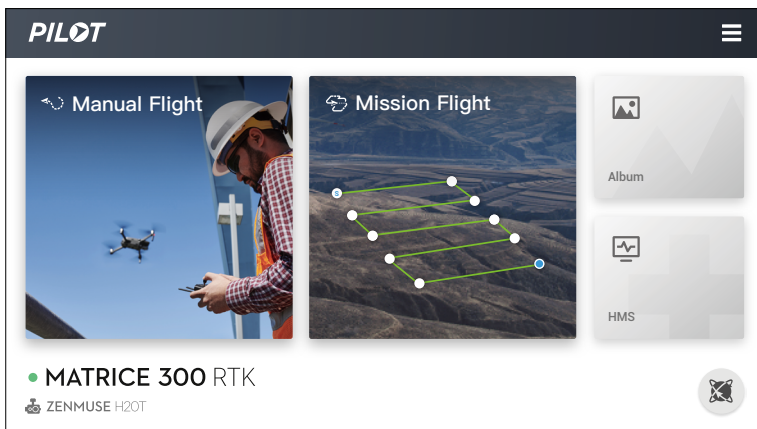 PILOT
Manual Flight
Mission Flight
S
Album
HMS
MATRICE 300 RTK
ZENMUSE H20T